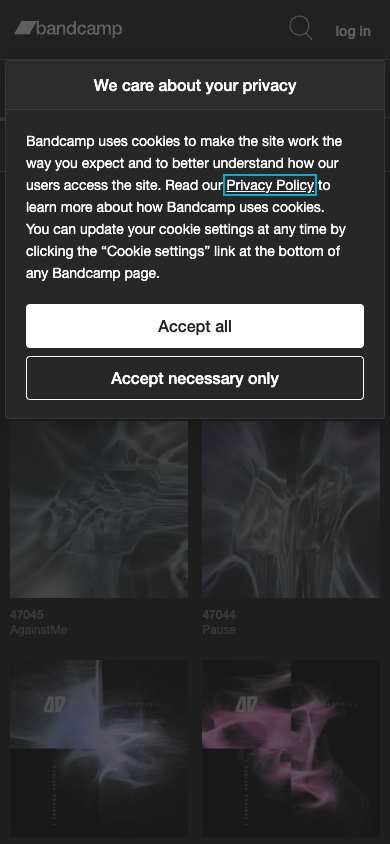 bandcamp
log in
We care about your privacy
Bandcamp uses cookies to make the site work the
way you expect and to better understand how our
users access the site. Read our Privacy Policy to
learn more about how Bandcamp uses cookies.
You can update your cookie settings at any time by
clicking the “Cookie settings” link at the bottom of
any Bandcamp page.
Accept all
Accept necessary only
47045
AgainstMe
47044
Pause